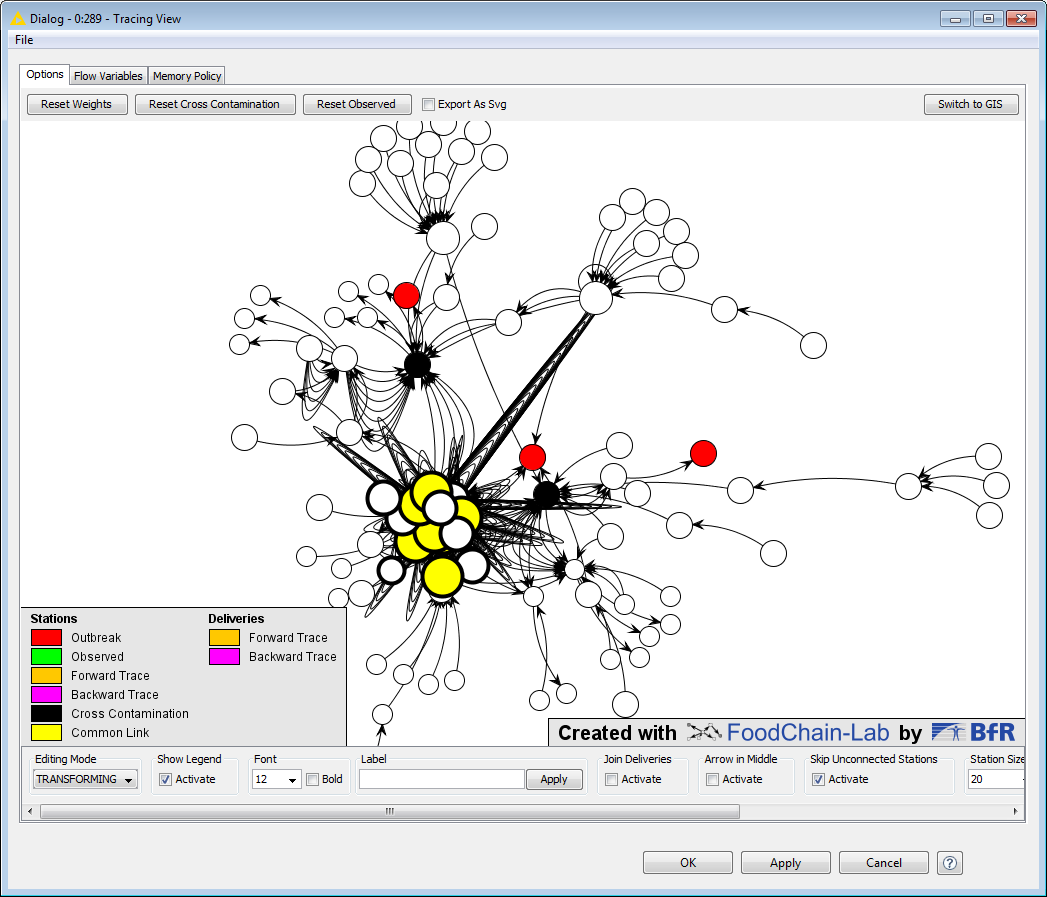 Dialog - 0:289 - Tracing View
File
Options Flow Variables Memory Policy
Reset Weights Reset Cross Contamination Reset Observed Export As Svg Switch to GIS
Stations Deliveries
Outbreak Forward Trace
Observed Backward Trace
Forward Trace
Backward Trace
Cross Contamination
Common Link
Created with FoodChain-Lab by BfR
Editing Mode Show Legend Font Label Join Deliveries Arrow in Middle Skip Unconnected Stations Station Size
TRANSFORMING Activate 12 Bold Apply Activate Activate Activate 20
OK Apply Cancel ?